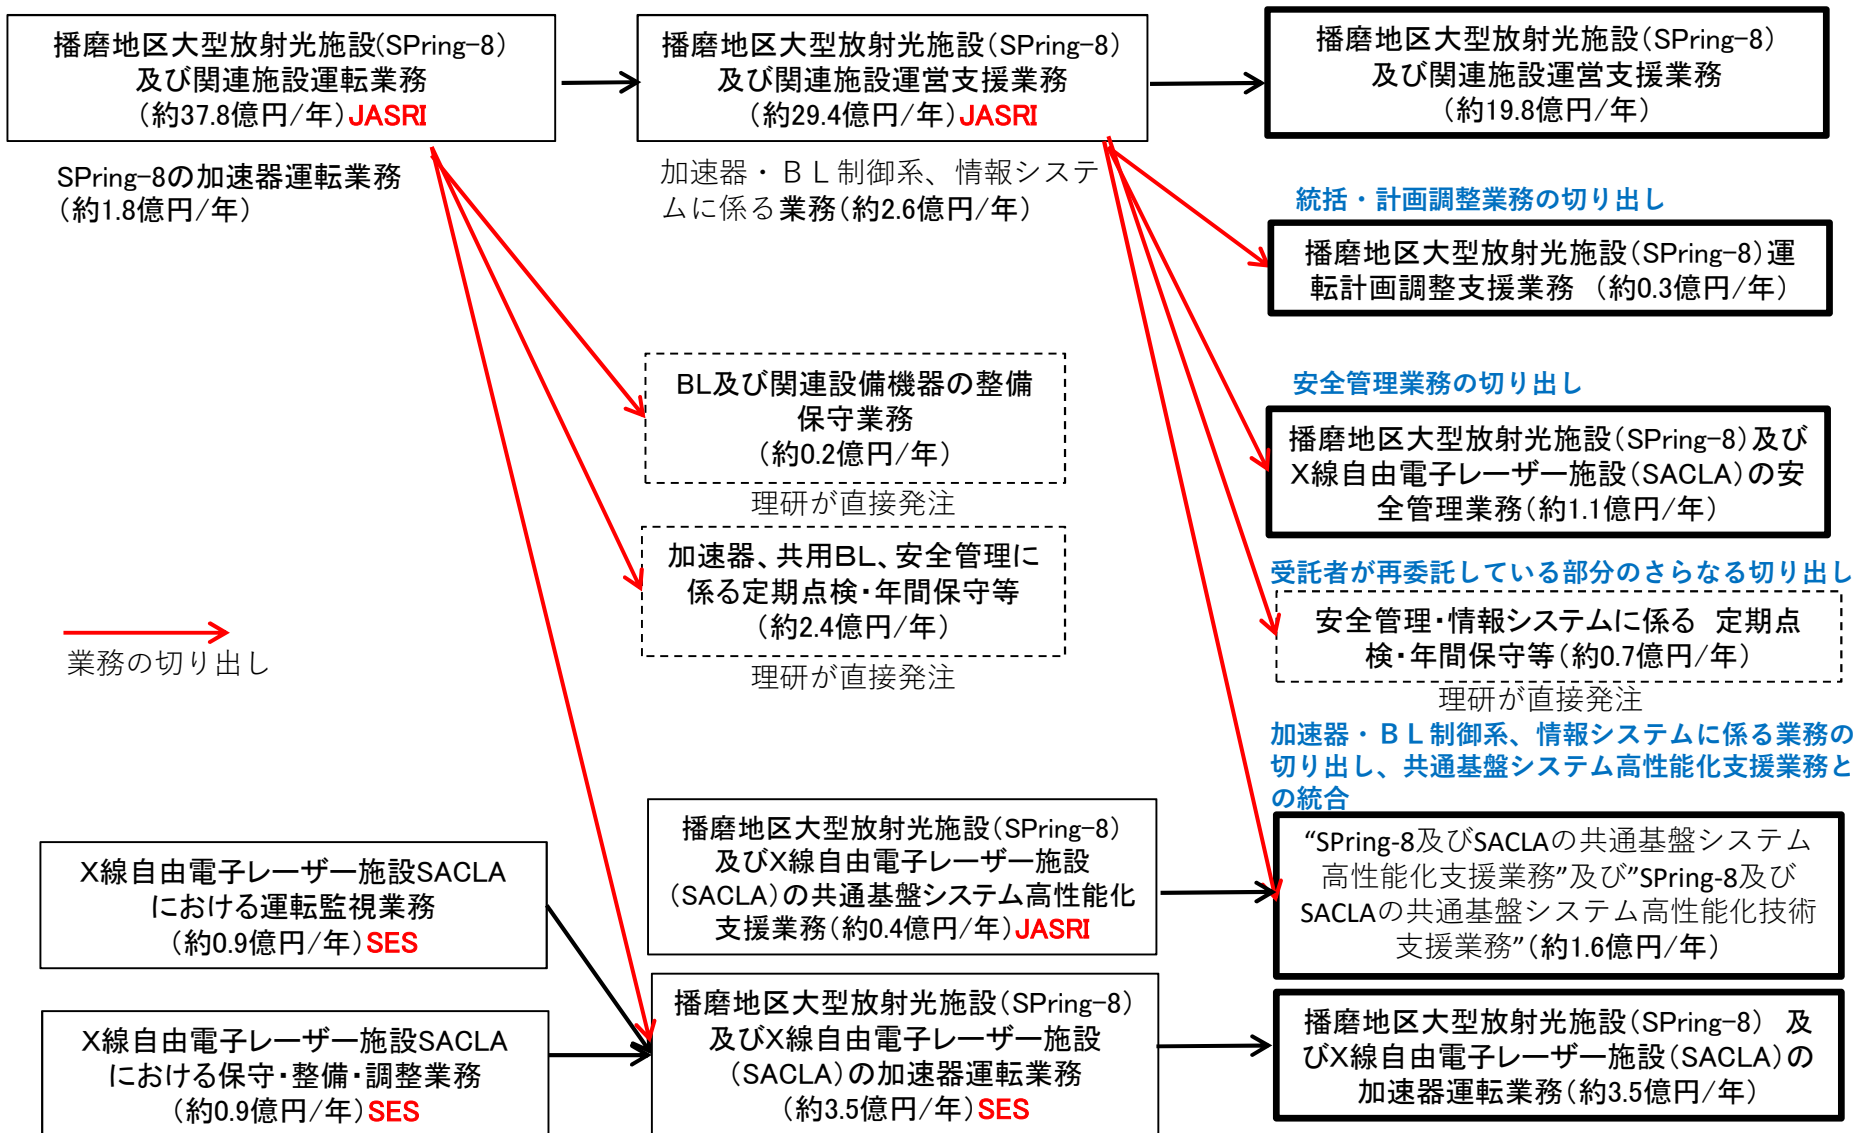 播磨地区大型放射光施設(SPring-8)
及び関連施設運転業務
(約37.8億円/年)JASRI
SPring-8の加速器運転業務
(約1.8億円/年)
業務の切り出し
X線自由電子レーザー施設SACLA
における運転監視業務
(約0.9億円/年)SES
X線自由電子レーザー施設SACLA
における保守・整備・調整業務
(約0.9億円/年)SES
播磨地区大型放射光施設(SPring-8)
及び関連施設運営支援業務
(約29.4億円/年)JASRI
加速器・BL制御系、情報システ
ムに係る業務(約2.6億円/年)
BL及び関連設備機器の整備
保守業務
(約0.2億円/年)
理研が直接発注
加速器、共用BL、安全管理に
係る定期点検・年間保守等
(約2.4億円/年)
理研が直接発注
播磨地区大型放射光施設(SPring-8)
及びX線自由電子レーザー施設
(SACLA)の共通基盤システム高性能化
支援業務(約0.4億円/年)JASRI
播磨地区大型放射光施設(SPring-8)
及びX線自由電子レーザー施設
(SACLA)の加速器運転業務
(約3.5億円/年)SES
播磨地区大型放射光施設(SPring-8)
及び関連施設運営支援業務
(約19.8億円/年)
統括・計画調整業務の切り出し
播磨地区大型放射光施設(SPring-8)運
転計画調整支援業務 (約0.3億円/年)
安全管理業務の切り出し
播磨地区大型放射光施設(SPring-8)及び
X線自由電子レーザー施設(SACLA)の安
全管理業務(約1.1億円/年)
受託者が再委託している部分のさらなる切り出し
安全管理・情報システムに係る 定期点
検・年間保守等(約0.7億円/年)
理研が直接発注
加速器・BL制御系、情報システムに係る業務の
切り出し、共通基盤システム高性能化支援業務と
の統合
“SPring-8及びSACLAの共通基盤システム
高性能化支援業務”及び”SPring-8及び
SACLAの共通基盤システム高性能化技術
支援業務”(約1.6億円/年)
播磨地区大型放射光施設(SPring-8) 及
びX線自由電子レーザー施設(SACLA)の
加速器運転業務(約3.5億円/年)